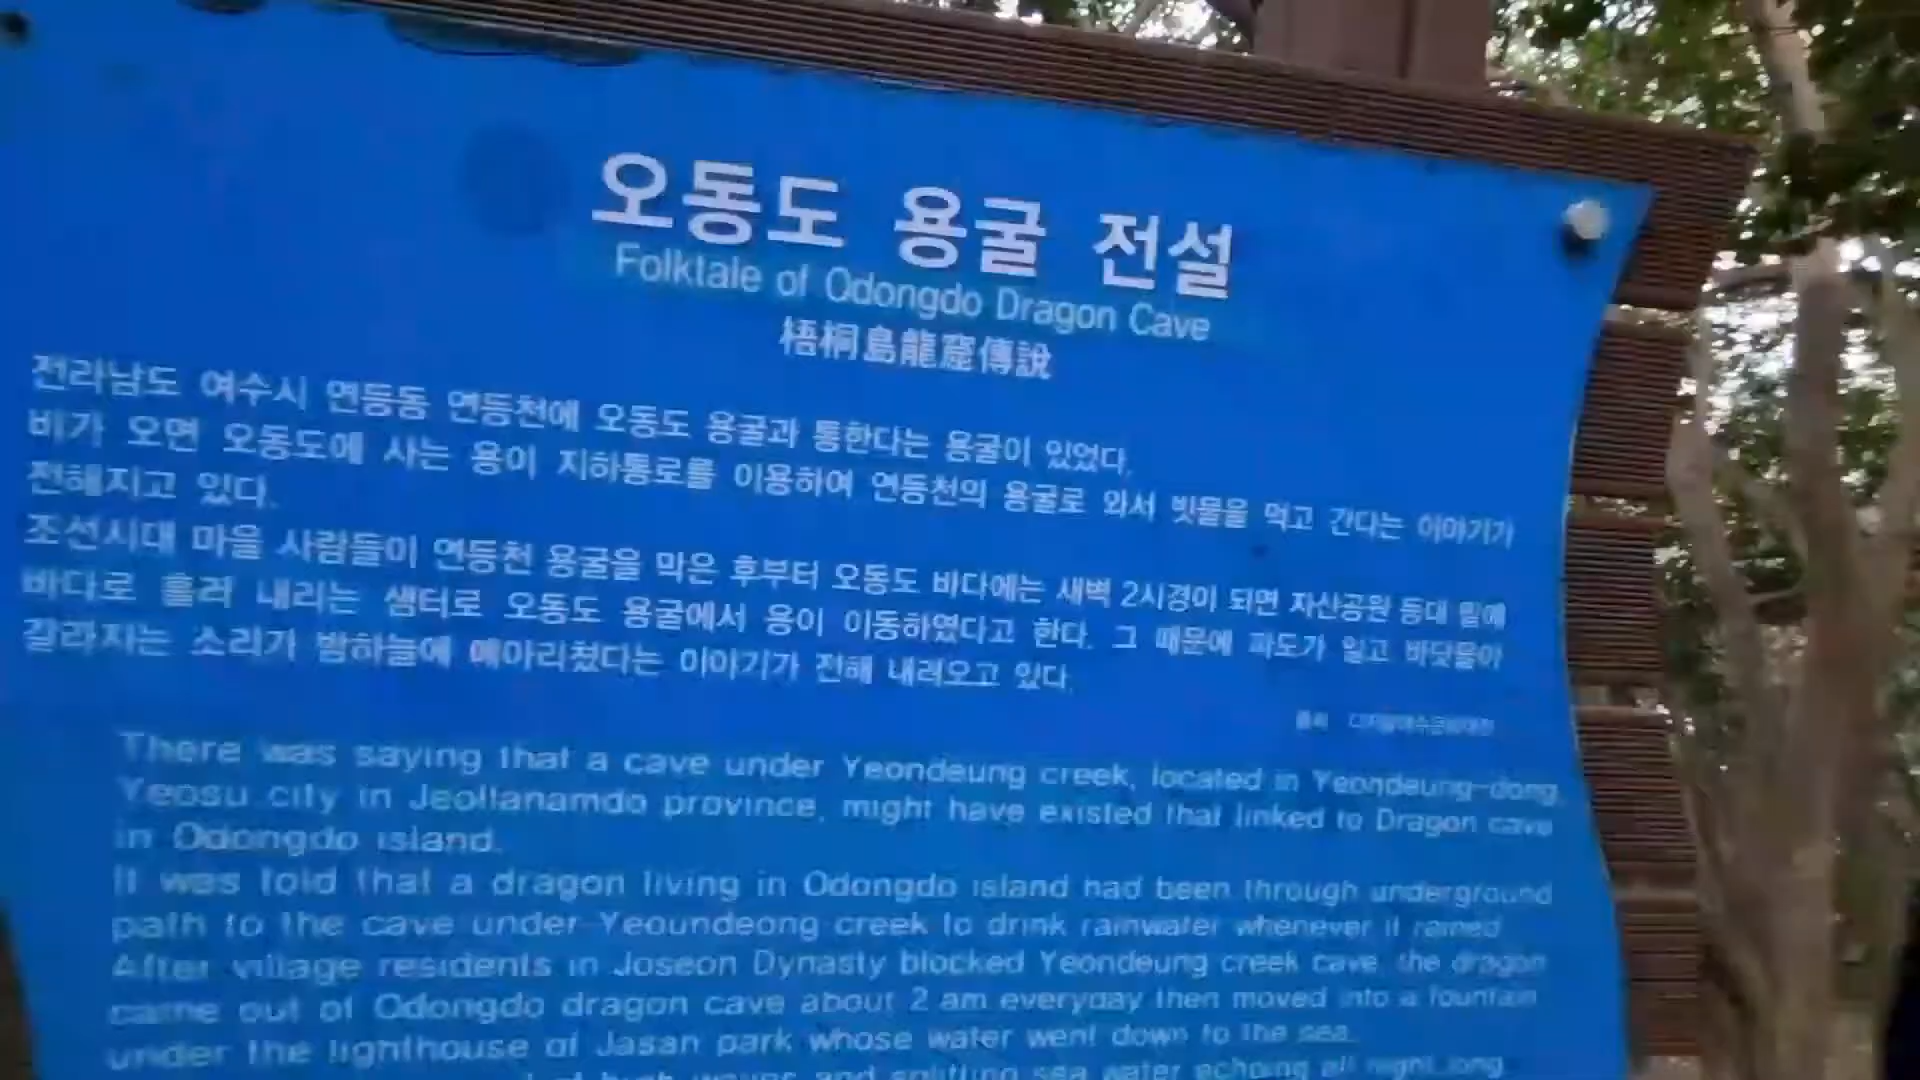 오동도 용굴 전설
Folktale of Odongdo Dragon Cave
梧桐島龍窟傳說
전라남도 여수시 연등동 연등천에 오동도 용굴과 통한다는 용굴이 있었다.
비가 오면 오동도에 사는 용이 지하통로를 이용하여 연등천의 용굴로 와서 빗물을 먹고 간다는 이야기가
전해지고 있다.
조선시대 마을 사람들이 연등천 용굴을 막은 후부터 오동도 바다에는 새벽 2시경이 되면 자산공원 등대 밑에
바다로 흘러 내리는 샘터로 오동도 용굴에서 용이 이동하였다고 한다. 그 때문에 파도가 일고 바닷물이
갈라지는 소리가 밤하늘에 메아리쳤다는 이야기가 전해 내려오고 있다.
출처
There was saying that a cave under Yeondeung creek, located in Yeondeung-dong,
Yeosu city in Jeollanamdo province, might have existed that linked to Dragon cave
in Odongdo island.
It was told that a dragon living in Odongdo island had been through underground
path to the cave under Yeoundeong creek to drink rainwater whenever it rained.
After village residents in Joseon Dynasty blocked Yeondeung creek cave, the dragon
came out of Odongdo dragon cave about 2 am everyday then moved into a fountain
under the lighthouse of Jasan park whose water went down to the sea.
of high waves and splitting sea water echoing all night long.